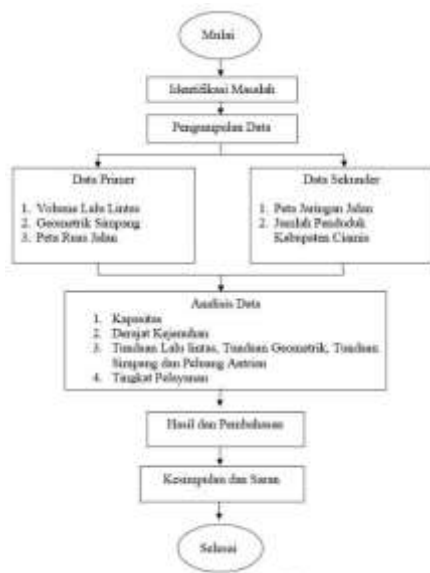 Mulai
Identifikasi Masalah
Pengumpulan Data
Data Primer
1. Volume Lalu Lintas
2. Geometrik Simpang
3. Peta Ruas Jalan
Data Sekunder
1. Peta Jaringan Jalan
2. Jumlah Penduduk
Kabupaten Ciamis
Analisis Data
1. Kapasitas
2. Derajat Kejenuhan
3. Tundaan Lalu lintas, Tundaan Geometrik, Tundaan
Simpang dan Peluang Antrian
4. Tingkat Pelayanan
Hasil dan Pembahasan
Kesimpulan dan Saran
Selesai